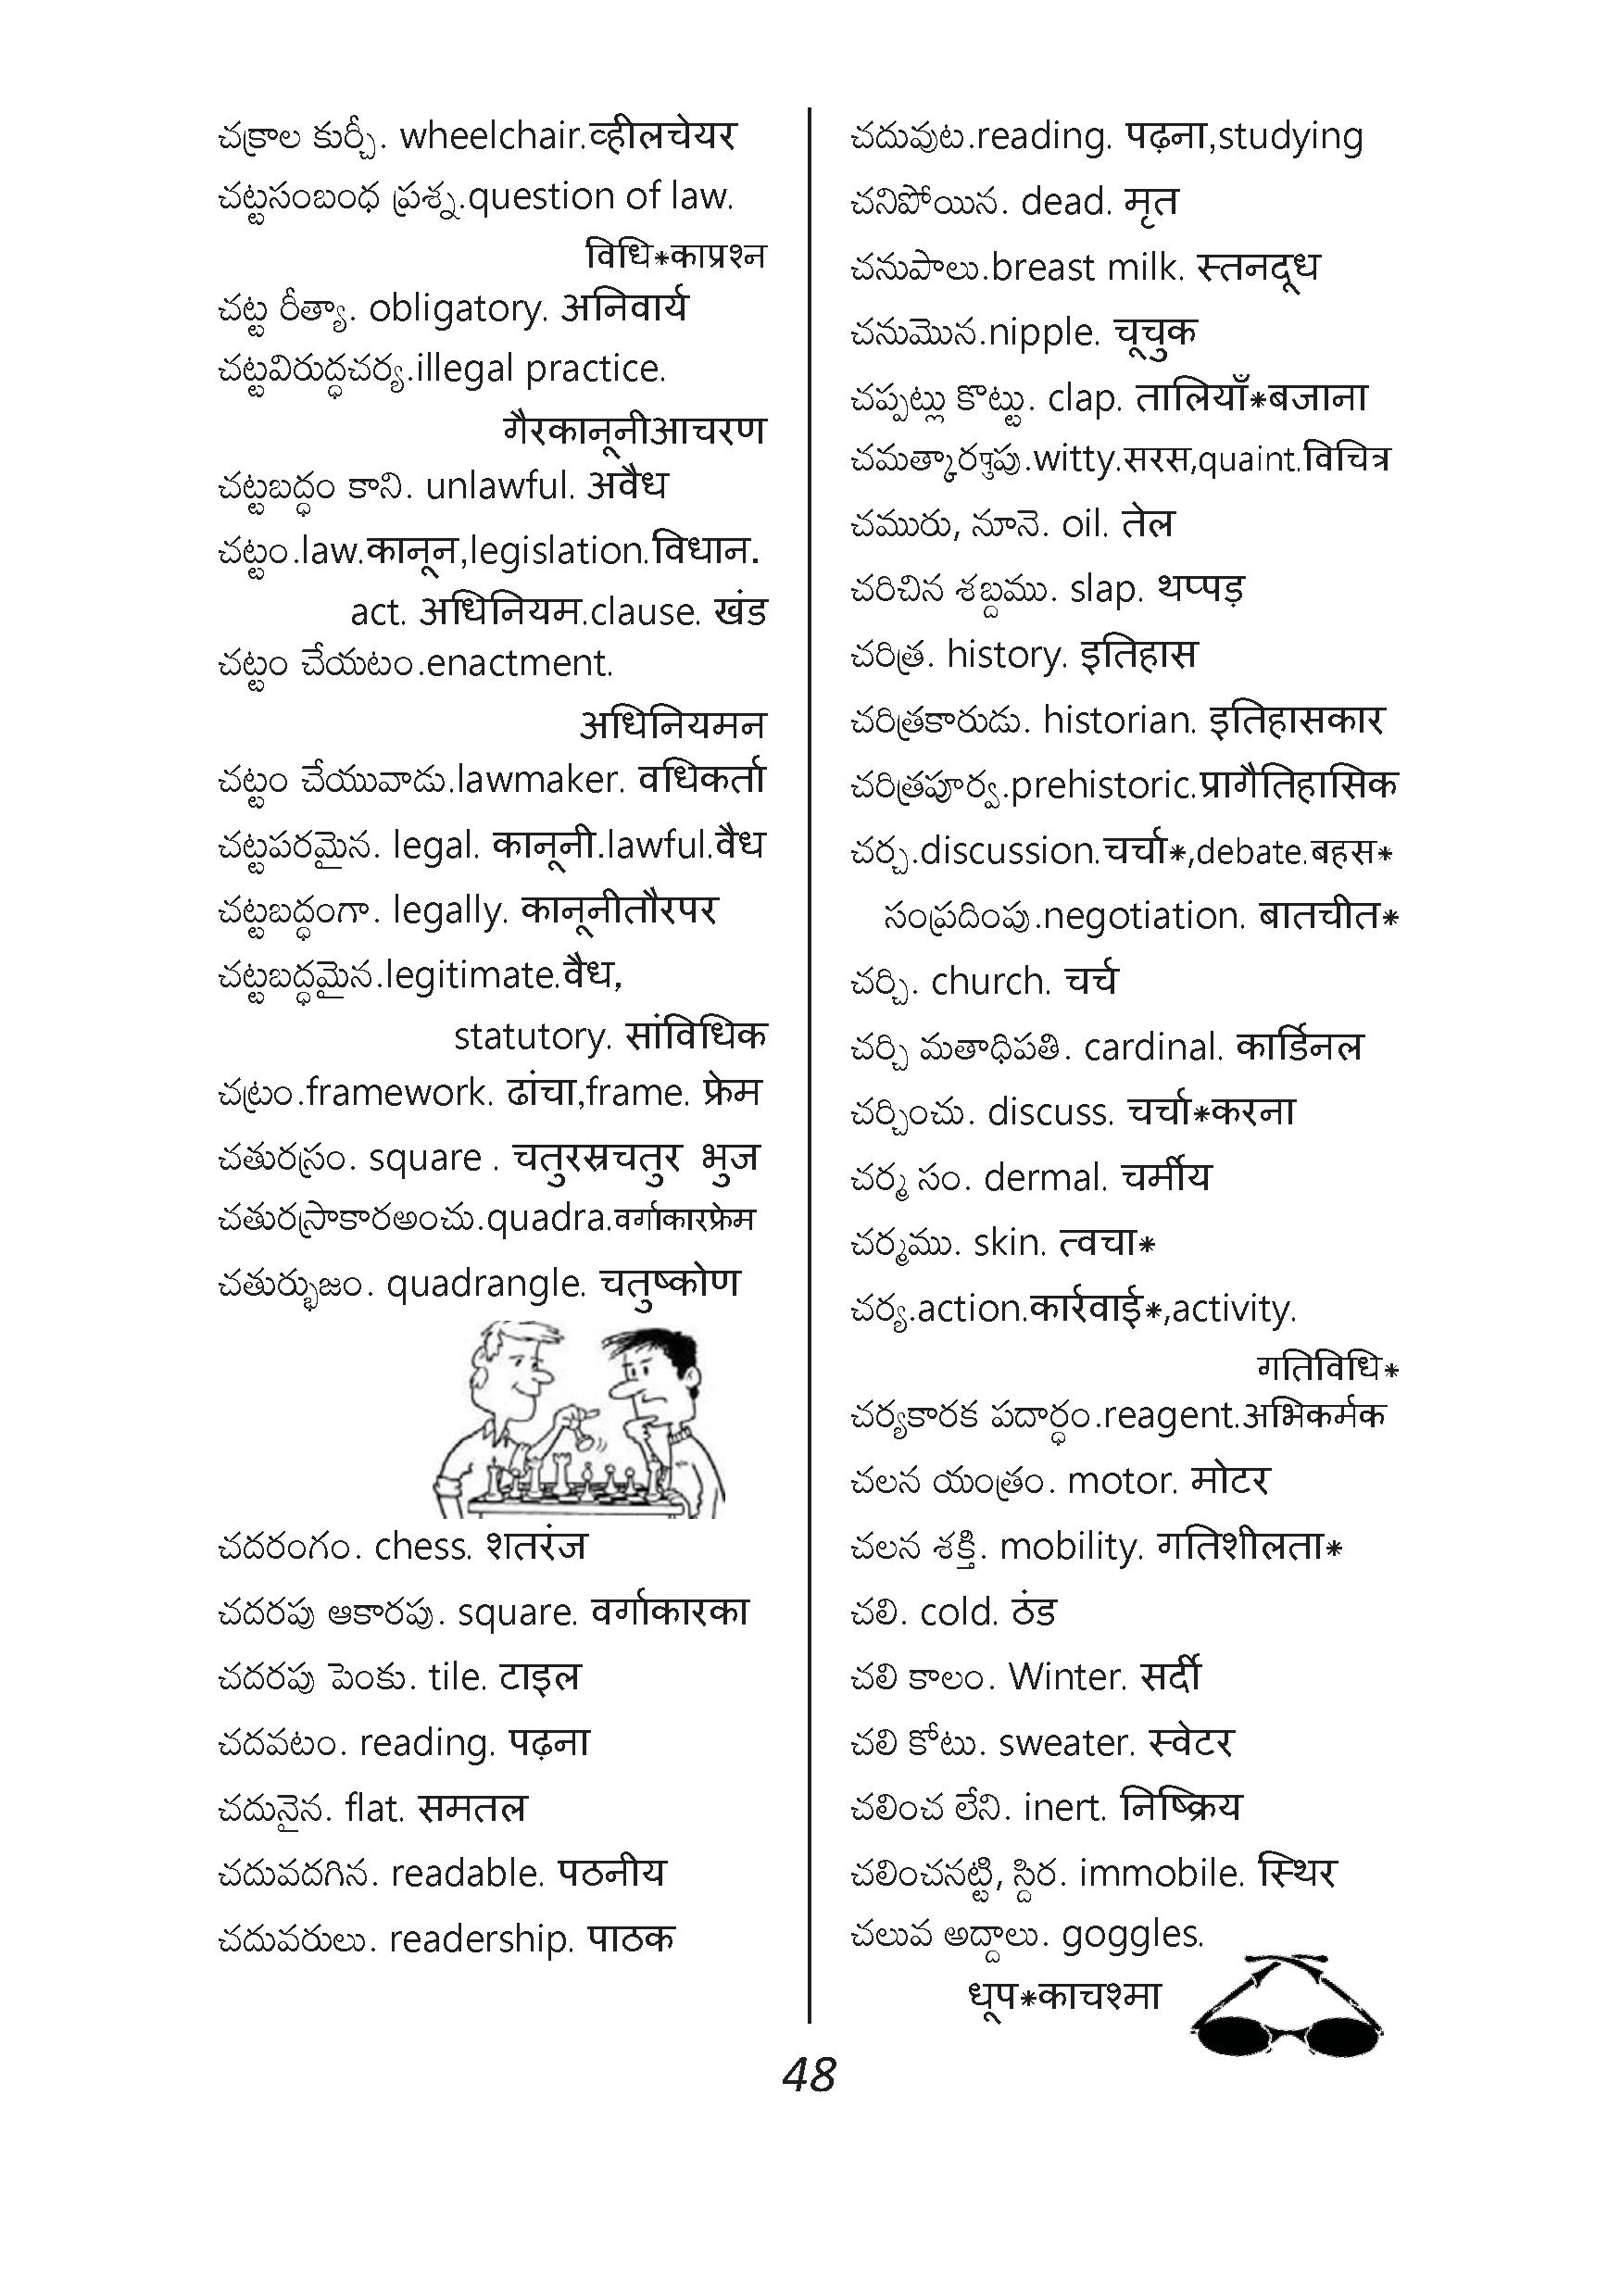 చక్రాల కుర్చీ. wheelchair.व्हीलचेयर
చట్టసంబంధ ప్రశ్న.question of law.
विधि*काप्रश्न
చట్ట రీత్యా. obligatory. अनिवार्य
చట్టవిరుద్ధచర్య.illegal practice.
गैरकानूनीआचरण
చట్టబద్ధం కాని. unlawful. अवैध
చట్టం.law.कानून,legislation.विधान.
act. अधिनियम.clause. खंड
చట్టం చేయటం.enactment.
अधिनियमन
చట్టం చేయువాడు.lawmaker. वधिकर्ता
చట్టపరమైన. legal. कानूनी.lawful.वैध
చట్టబద్ధంగా. legally. कानूनीतौरपर
చట్టబద్ధమైన.legitimate.वैध,
statutory. सांविधिक
చట్రం.framework. ढांचा,frame. फ्रेम
చతురస్రం. square . चतुरस्रचतुर भुज
చతురస్రాకారఅంచు.quadra.वर्गाकारफ्रेम
చతుర్భుజం. quadrangle. चतुष्कोण
చదరంగం. chess. शतरंज
చదరపు ఆకారపు. square. वर्गाकारका
చదరపు పెంకు. tile. टाइल
చదవటం. reading. पढ़ना
చదునైన. flat. समतल
చదువదగిన. readable. पठनीय
చదువరులు. readership. पाठक
చదువుట.reading. पढ़ना,studying
చనిపోయిన. dead. मृत
చనుపాలు.breast milk. स्तनदूध
చనుమొన.nipple. चूचुक
చప్పట్లు కొట్టు. clap. तालियाँ*बजाना
.witty.सरस,quaint.विचित्र
చమురు, నూనె. oil. तेल
చరిచిన శబ్దము. slap. थप्पड़
చరిత్ర. history. इतिहास
చరిత్రకారుడు. historian. इतिहासकार
చరిత్రపూర్వ.prehistoric.प्रागैतिहासिक
చర్చ.discussion.चर्चा*,debate.बहस*
సంప్రదింపు.negotiation. बातचीत*
చర్చి. church. चर्च
చర్చి మతాధిపతి. cardinal. कार्डिनल
చర్చించు. discuss. चर्चा*करना
చర్మ సం. dermal. चर्मीय
చర్మము. skin. त्वचा*
చర్య.action.कार्रवाई*,activity.
गतिविधि*
చర్యకారక పదార్ధం.reagent.अभिकर्मक
చలన యంత్రం. motor. मोटर
చలన శక్తి. mobility. गतिशीलता*
చలి. cold. ठंड
చలి కాలం. Winter. सर्दी
చలి కోటు. sweater. स्वेटर
చలించ లేని. inert. निष्क्रिय
చలించనట్టి, స్దిర. immobile. स्थिर
చలువ అద్దాలు. goggles.
धूप*काचश्मा
48